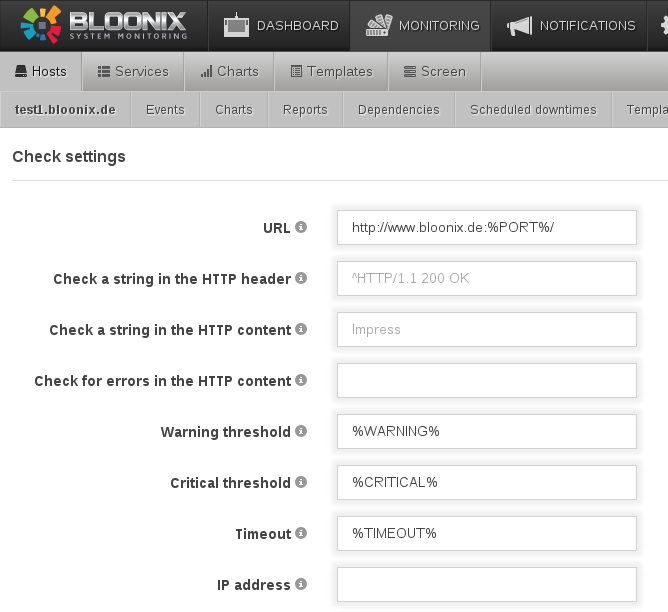 BLOONIX
SYSTEM MONITORING
DASHBOARD
MONITORING
NOTIFICATIONS
Hosts
Services
Charts
Templates
Screen
test1.bloonix.de
Events
Charts
Reports
Dependencies
Scheduled downtimes
Templa
Check settings
URL
http://www.bloonix.de:%PORT%/
Check a string in the HTTP header
^HTTP/1.1 200 OK
Check a string in the HTTP content
Impress
Check for errors in the HTTP content
Warning threshold
%WARNING%
Critical threshold
%CRITICAL%
Timeout
%TIMEOUT%
IP address